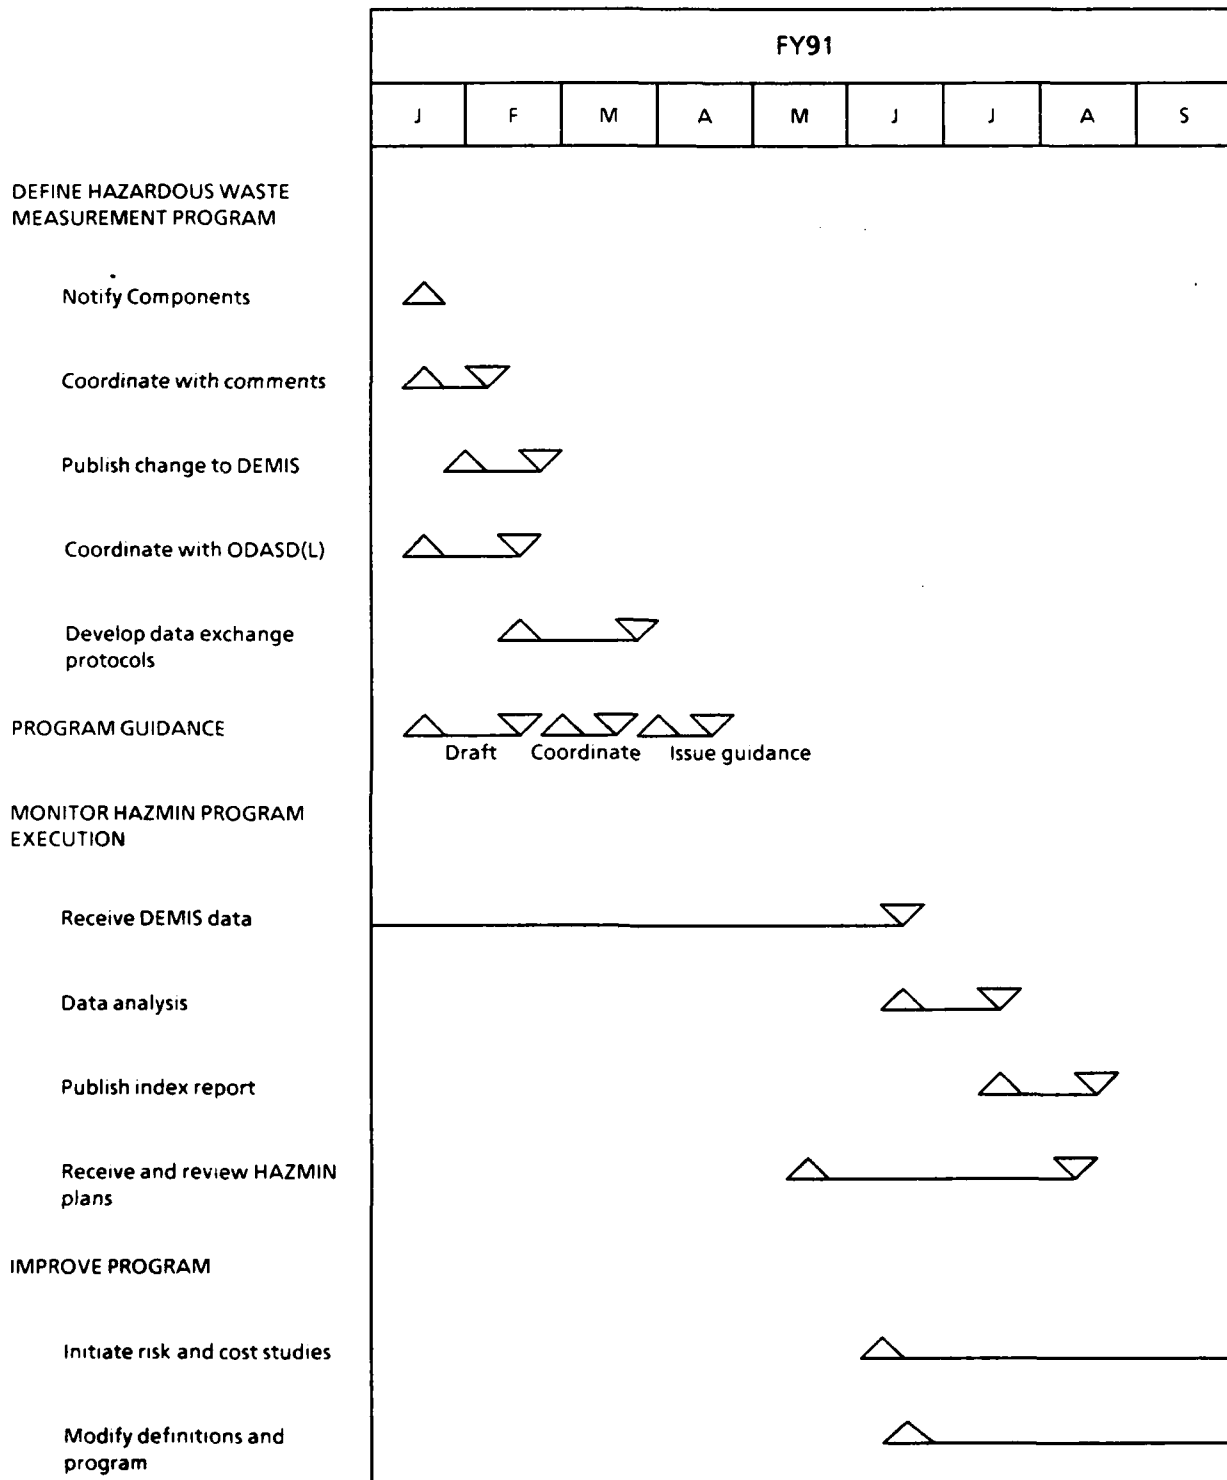 FY91
J F M A M J J A S
DEFINE HAZARDOUS WASTE
MEASUREMENT PROGRAM
Notify Components
Coordinate with comments
Publish change to DEMIS
Coordinate with ODASD(L)
Develop data exchange
protocols
PROGRAM GUIDANCE
Draft Coordinate Issue guidance
MONITOR HAZMIN PROGRAM
EXECUTION
Receive DEMIS data
Data analysis
Publish index report
Receive and review HAZMIN
plans
IMPROVE PROGRAM
Initiate risk and cost studies
Modify definitions and
program